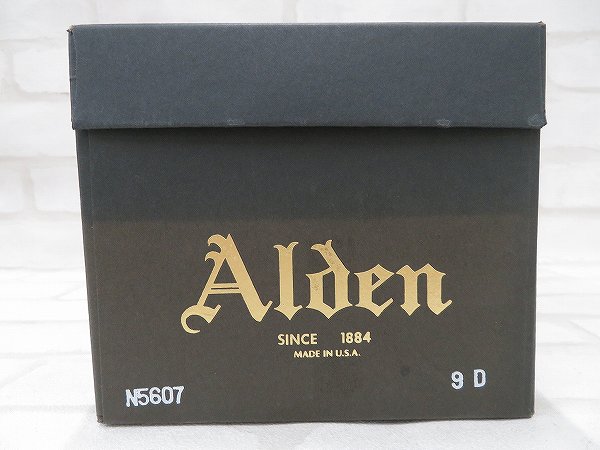 Alden
SINCE 1884
MADE IN U.S.A.
N5607 9 D